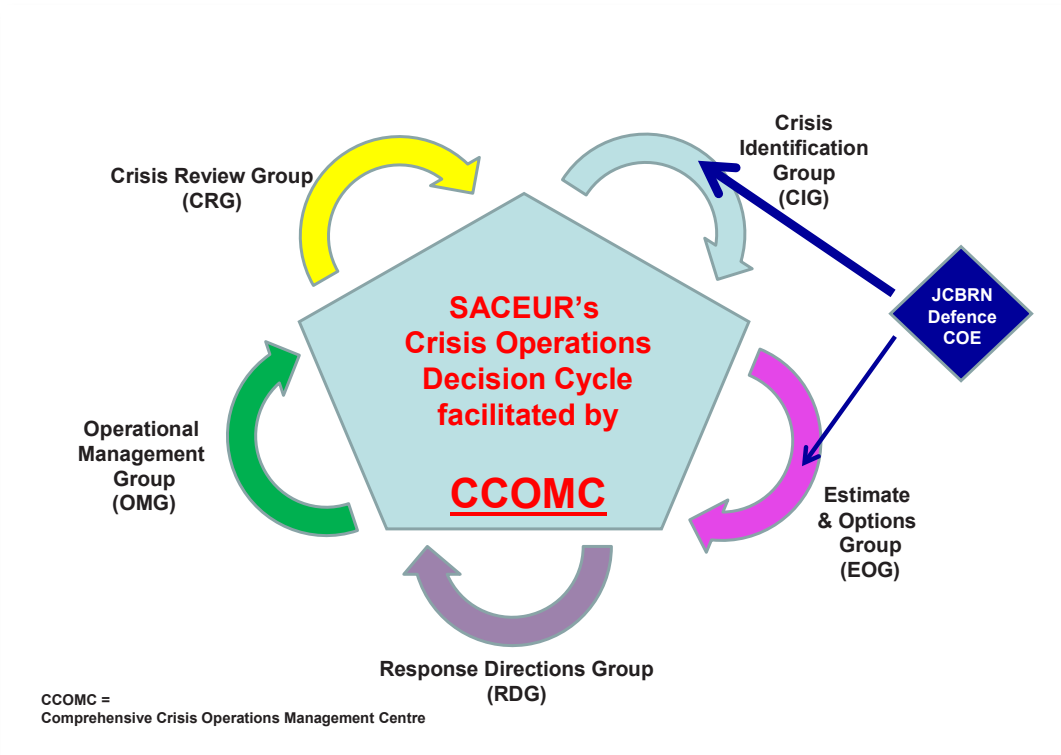 Crisis
Identification
Group
(CIG)
Crisis Review Group
(CRG)
JCBRN
Defence
COE
SACEUR’s
Crisis Operations
Decision Cycle
facilitated by
CCOMC
Operational
Management
Group
(OMG)
Estimate
& Options
Group
(EOG)
Response Directions Group
(RDG)
CCOMC =
Comprehensive Crisis Operations Management Centre